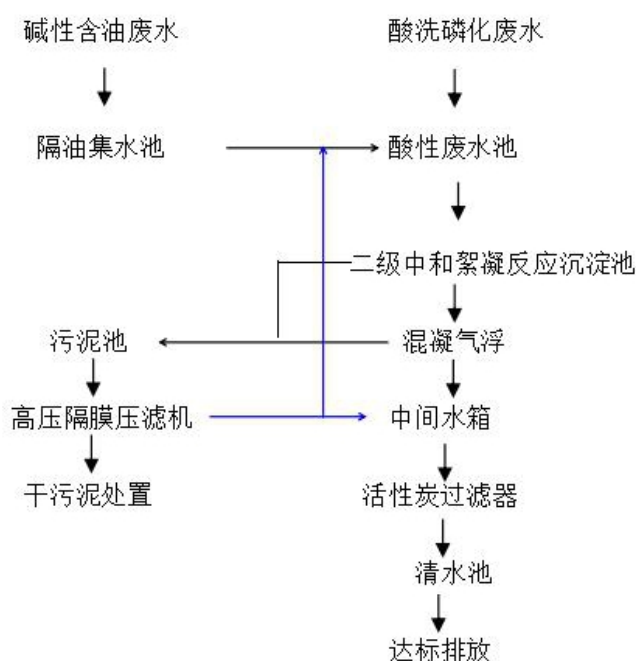 碱性含油废水
酸洗磷化废水
隔油集水池
酸性废水池
二级中和絮凝反应沉淀池
污泥池
混凝气浮
高压隔膜压滤机
中间水箱
干污泥处置
活性炭过滤器
清水池
达标排放